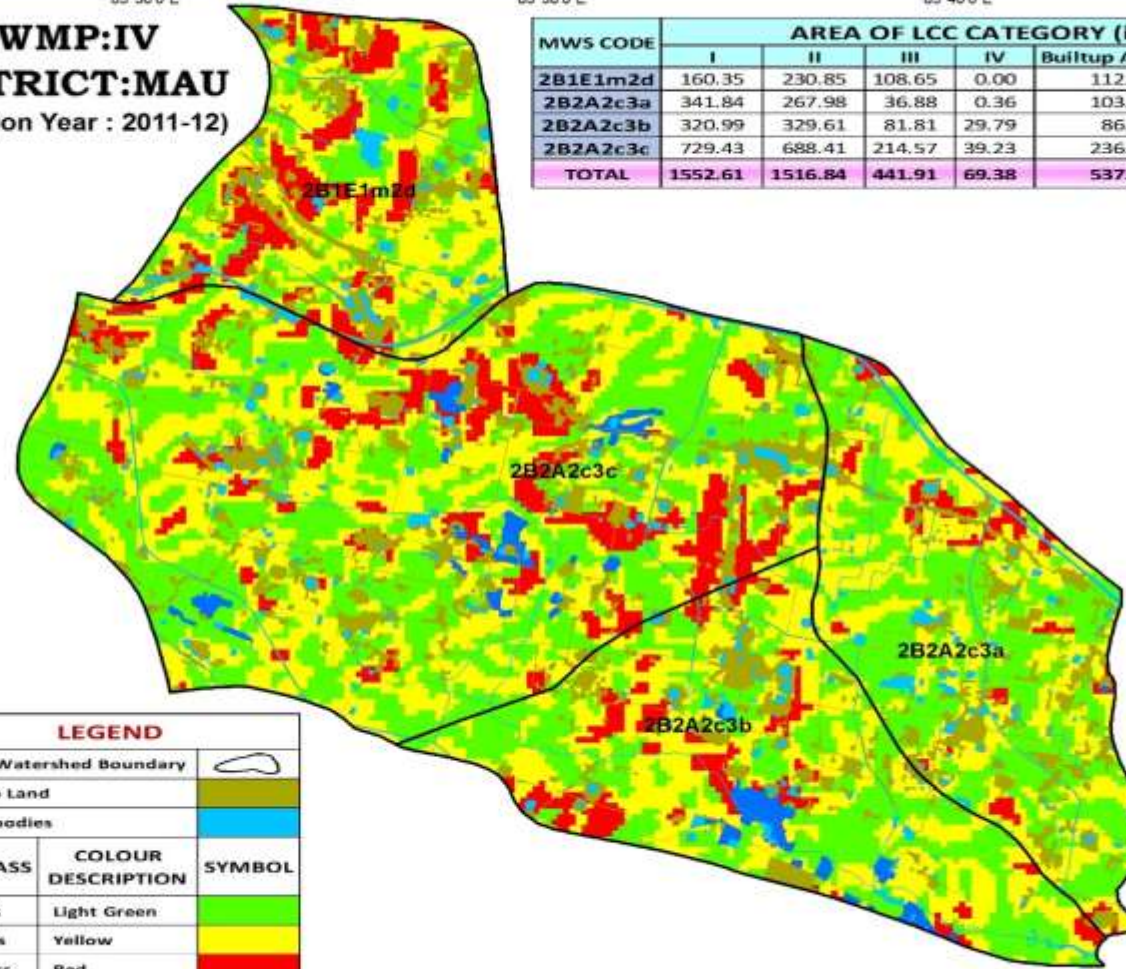 WMP:IV
TRICT:MAU
on Year : 2011-12)
MWS CODE AREA OF LCC CATEGORY (i
I II III IV Builtup A
2B1E1m2d 160.35 230.85 108.65 0.00 112
2B2A2c3a 341.84 267.98 36.88 0.36 103
2B2A2c3b 320.99 329.61 81.81 29.79 86
2B2A2c3c 729.43 688.41 214.57 39.23 236
TOTAL 1552.61 1516.84 441.91 69.38 537
2B1E1m2d
2B2A2c3c
2B2A2c3a
2B2A2c3b
LEGEND
Watershed Boundary
Land
odies
ASS COLOUR DESCRIPTION SYMBOL
Light Green
s Yellow
Red